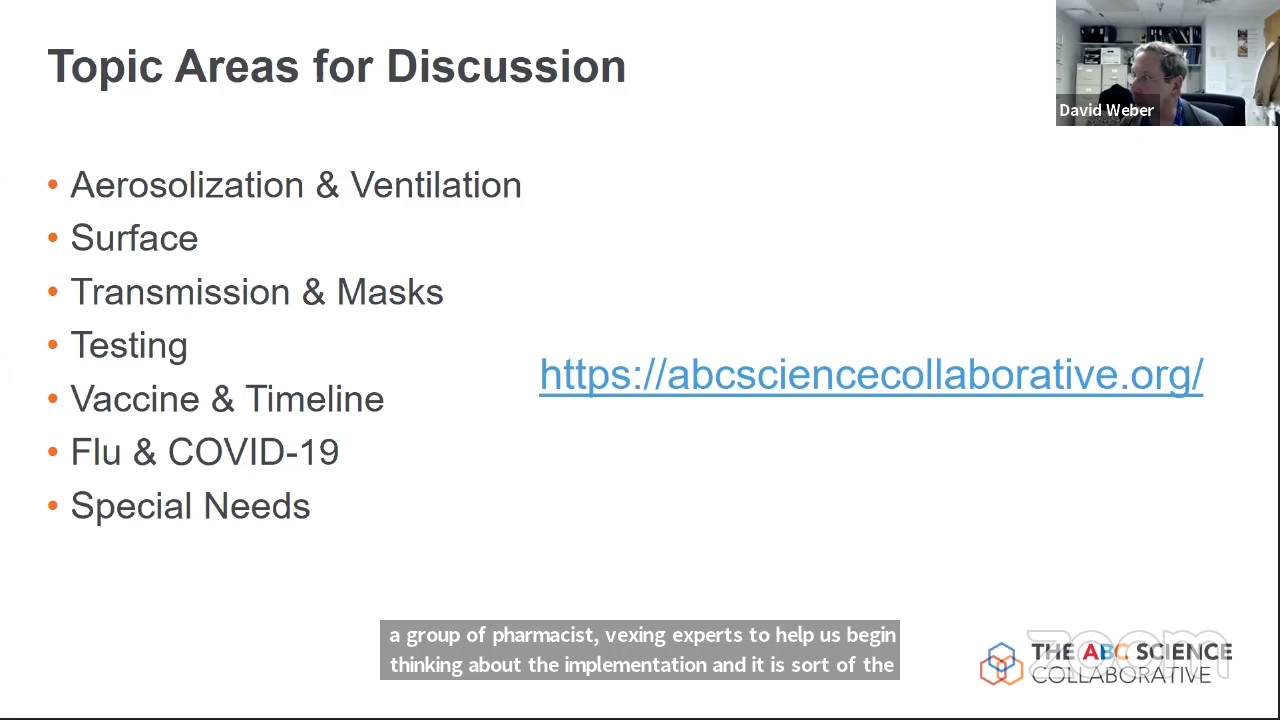 Topic Areas for Discussion
David Weber
• Aerosolization & Ventilation
• Surface
• Transmission & Masks
• Testing
• Vaccine & Timeline
• Flu & COVID-19
• Special Needs
https://abcsciencecollaborative.org/
a group of pharmacist, vexing experts to help us begin
thinking about the implementation and it is sort of the
zoom
THE ABC SCIENCE
COLLABORATIVE